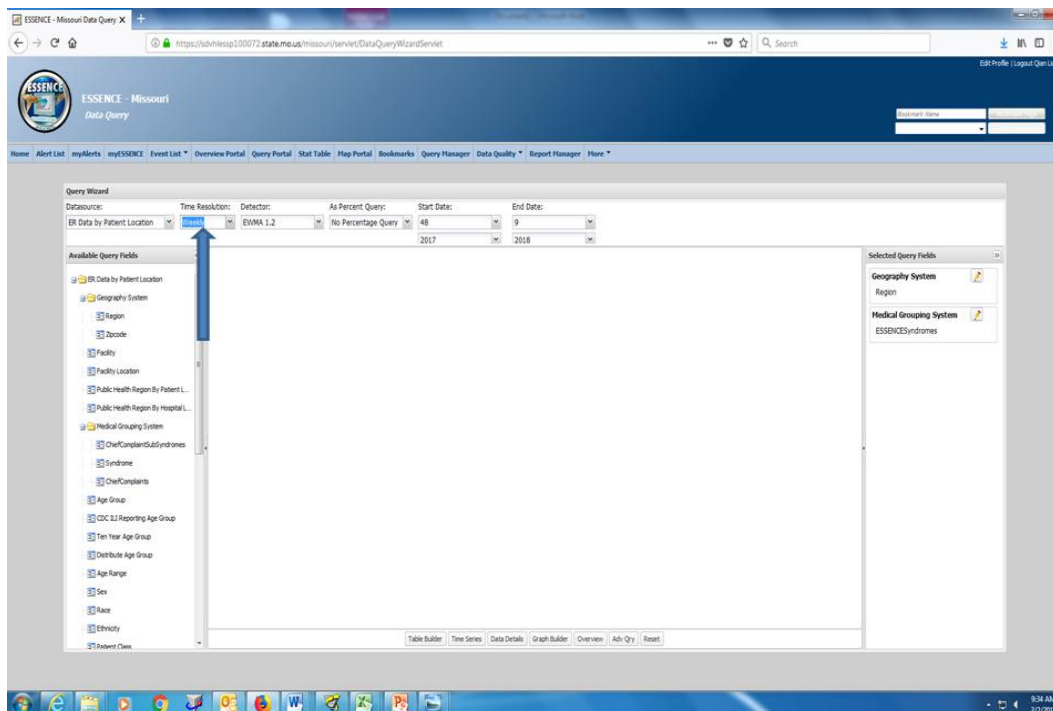 ESSENCE - Missouri Data Query X +
https://sdvhiessp100072.state.mo.us/missouri/servlet/DataQueryWizardServlet
Search
Edit Profile | Logout Qian
ESSENCE
ESSENCE - Missouri
Data Query
Bookmark Name
Home Alert List myAlerts myESSENCE Event List Overview Portal Query Portal Stat Table Map Portal Bookmarks Query Manager Data Quality Report Manager More
Query Wizard
Datasource: Time Resolution: Detector: As Percent Query: Start Date: End Date:
ER Data by Patient Location Weekly EWMA 1.2 No Percentage Query 48 9
2017 2018
Available Query Fields
ER Data by Patient Location
Geography System
Region
Zipcode
Facility
Facility Location
Public Health Region By Patient L...
Public Health Region By Hospital L...
Medical Grouping System
ChiefComplaintSubSyndromes
Syndrome
ChiefComplaints
Age Group
CDC ILI Reporting Age Group
Ten Year Age Group
Distribute Age Group
Age Range
Sex
Race
Ethnicity
Patient Class
Selected Query Fields
Geography System
Region
Medical Grouping System
ESSENCESyndromes
Table Builder Time Series Data Details Graph Builder Overview Adv Qry Reset
9:34 AM